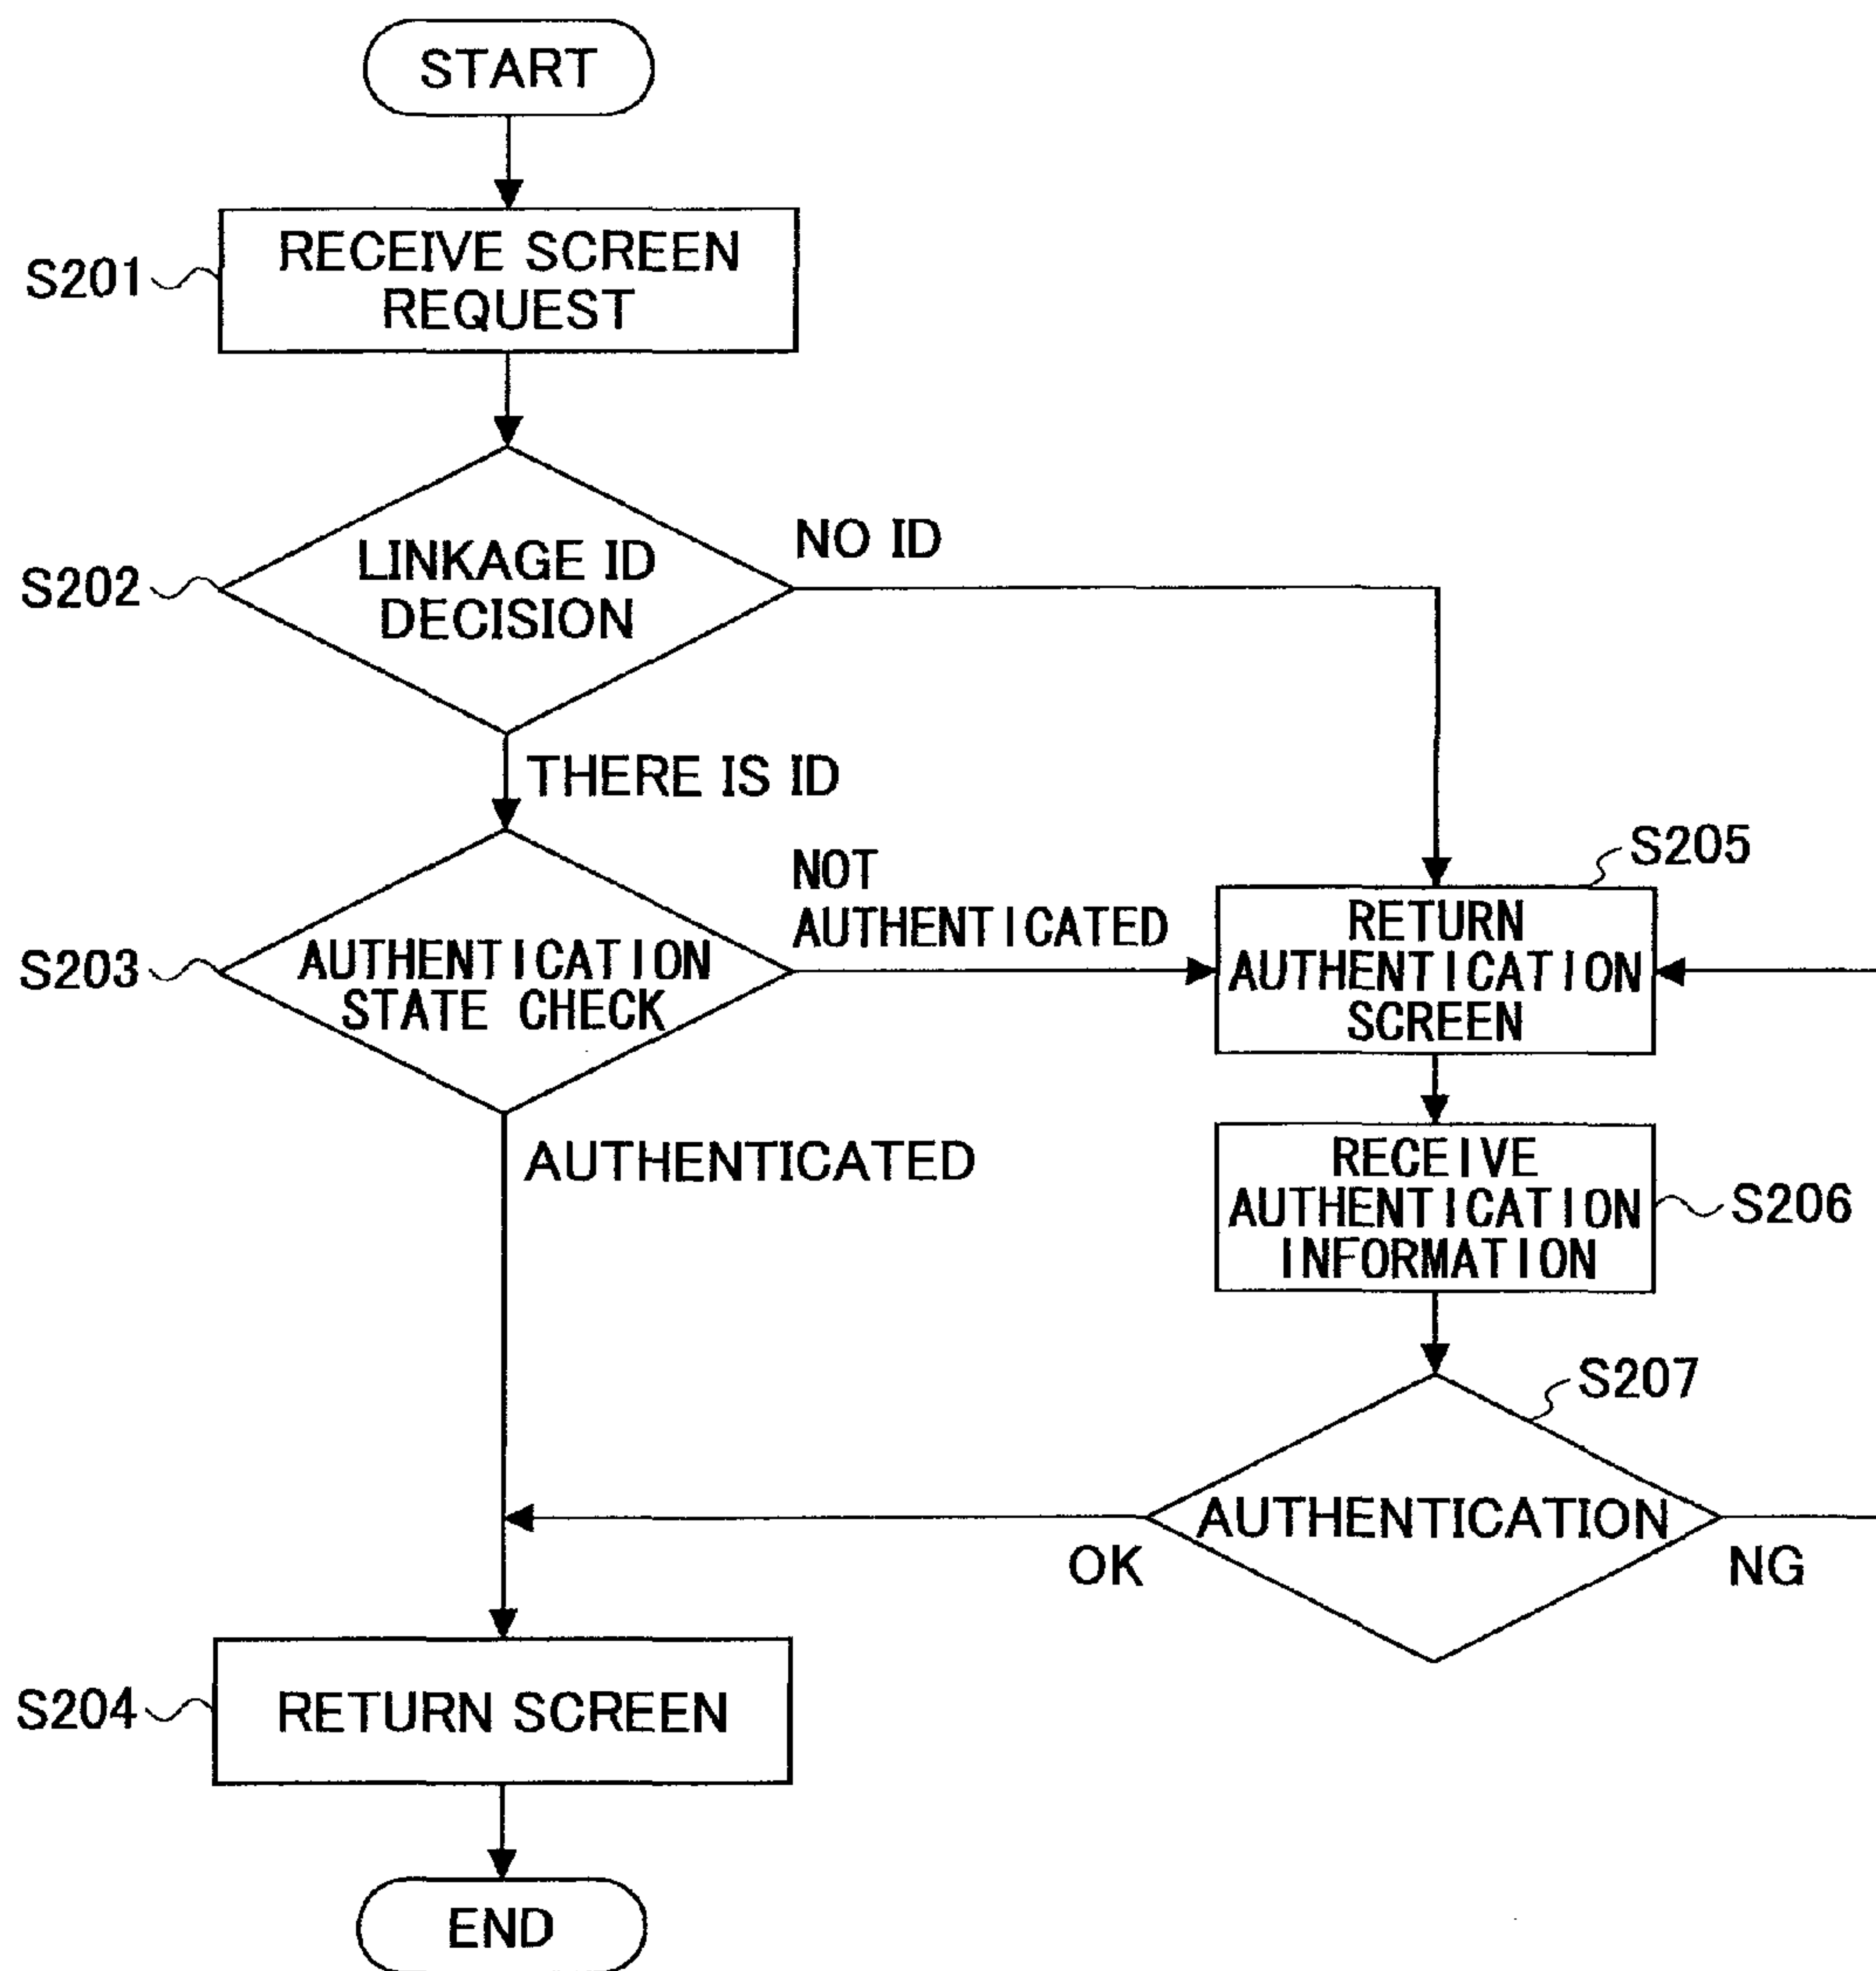 START
S201
RECEIVE SCREEN
REQUEST
S202
LINKAGE ID
DECISION
NO ID
THERE IS ID
S203
AUTHENTICATION
STATE CHECK
NOT
AUTHENTICATED
AUTHENTICATED
S205
RETURN
AUTHENTICATION
SCREEN
RECEIVE
AUTHENTICATION
INFORMATION
S206
S207
AUTHENTICATION
OK
NG
S204
RETURN SCREEN
END